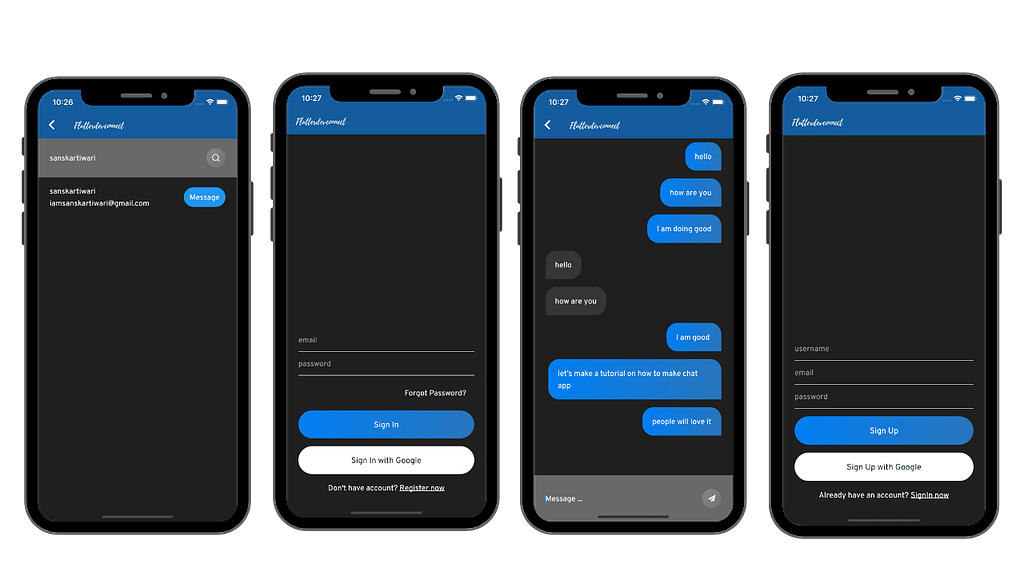 10:26
Flutterdevconnect
sanskartiwari
sanskartiwari
iamsanskartiwari@gmail.com
Message
10:27
Flutterdevconnect
email
password
Forgot Password?
Sign In
Sign In with Google
Don't have account? Register now
10:27
Flutterdevconnect
hello
how are you
I am doing good
hello
how are you
I am good
let's make a tutorial on how to make chat
app
people will love it
Message ...
10:27
Flutterdevconnect
username
email
password
Sign Up
Sign Up with Google
Already have an account? SignIn now